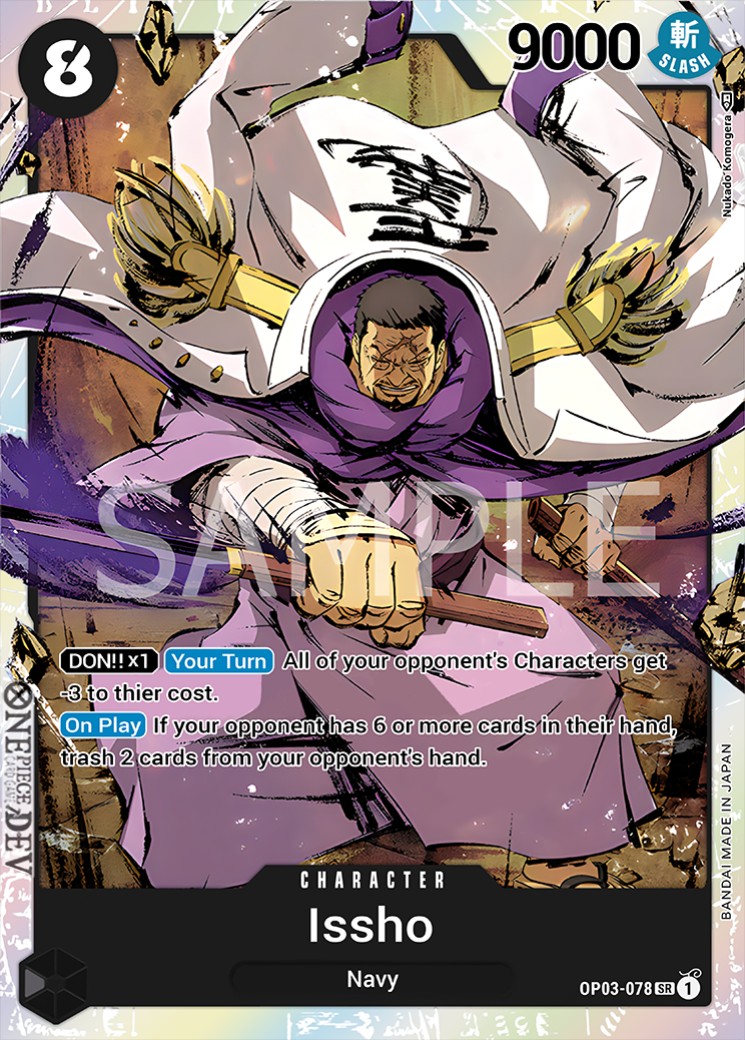 8
9000
斬
SLASH
Nukado Komogera
SAMPLE
DON!! x1 Your Turn All of your opponent's Characters get
-3 to thier cost.
On Play If your opponent has 6 or more cards in their hand,
trash 2 cards from your opponent's hand.
ONE PIECE DEV
BANDAI MADE IN JAPAN
CHARACTER
Issho
Navy
OP03-078 SR 1